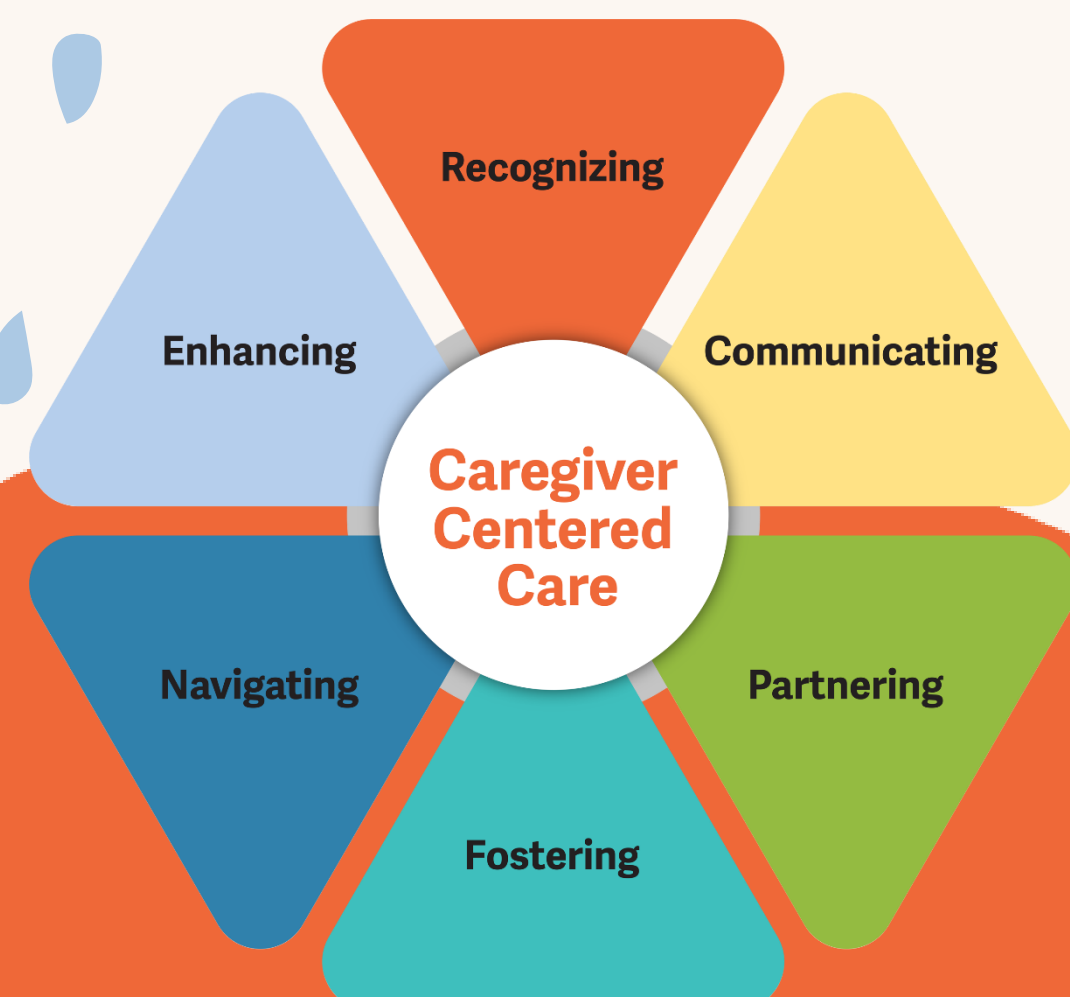 Recognizing
Enhancing
Communicating
Caregiver
Centered
Care
Navigating
Partnering
Fostering